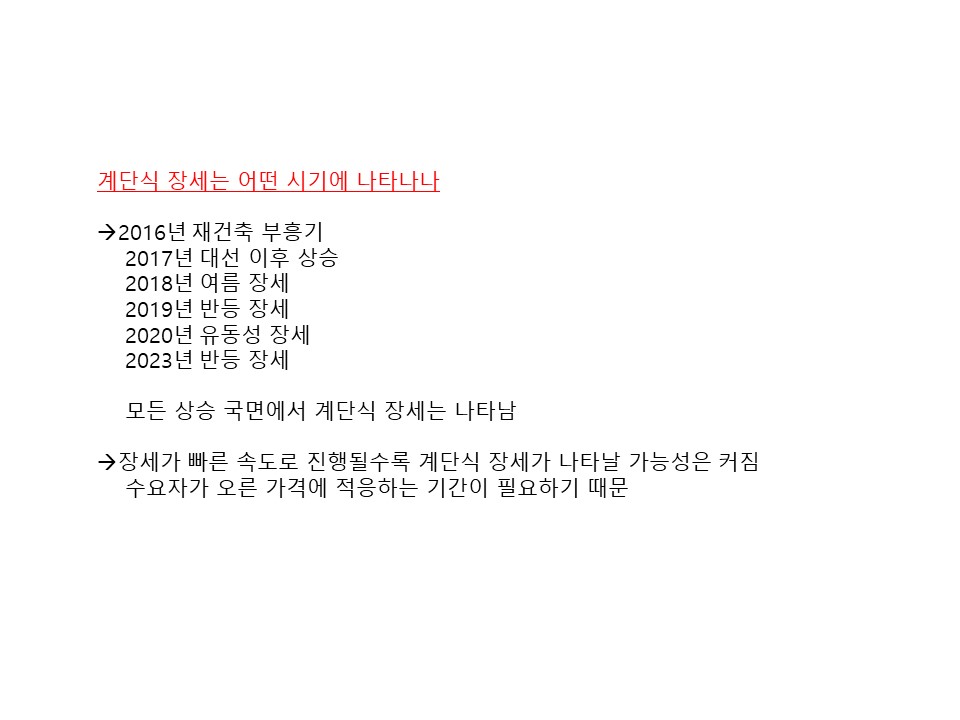 계단식 장세는 어떤 시기에 나타나나
→2016년 재건축 부흥기
2017년 대선 이후 상승
2018년 여름 장세
2019년 반등 장세
2020년 유동성 장세
2023년 반등 장세
모든 상승 국면에서 계단식 장세는 나타남
→장세가 빠른 속도로 진행될수록 계단식 장세가 나타날 가능성은 커짐
수요자가 오른 가격에 적응하는 기간이 필요하기 때문